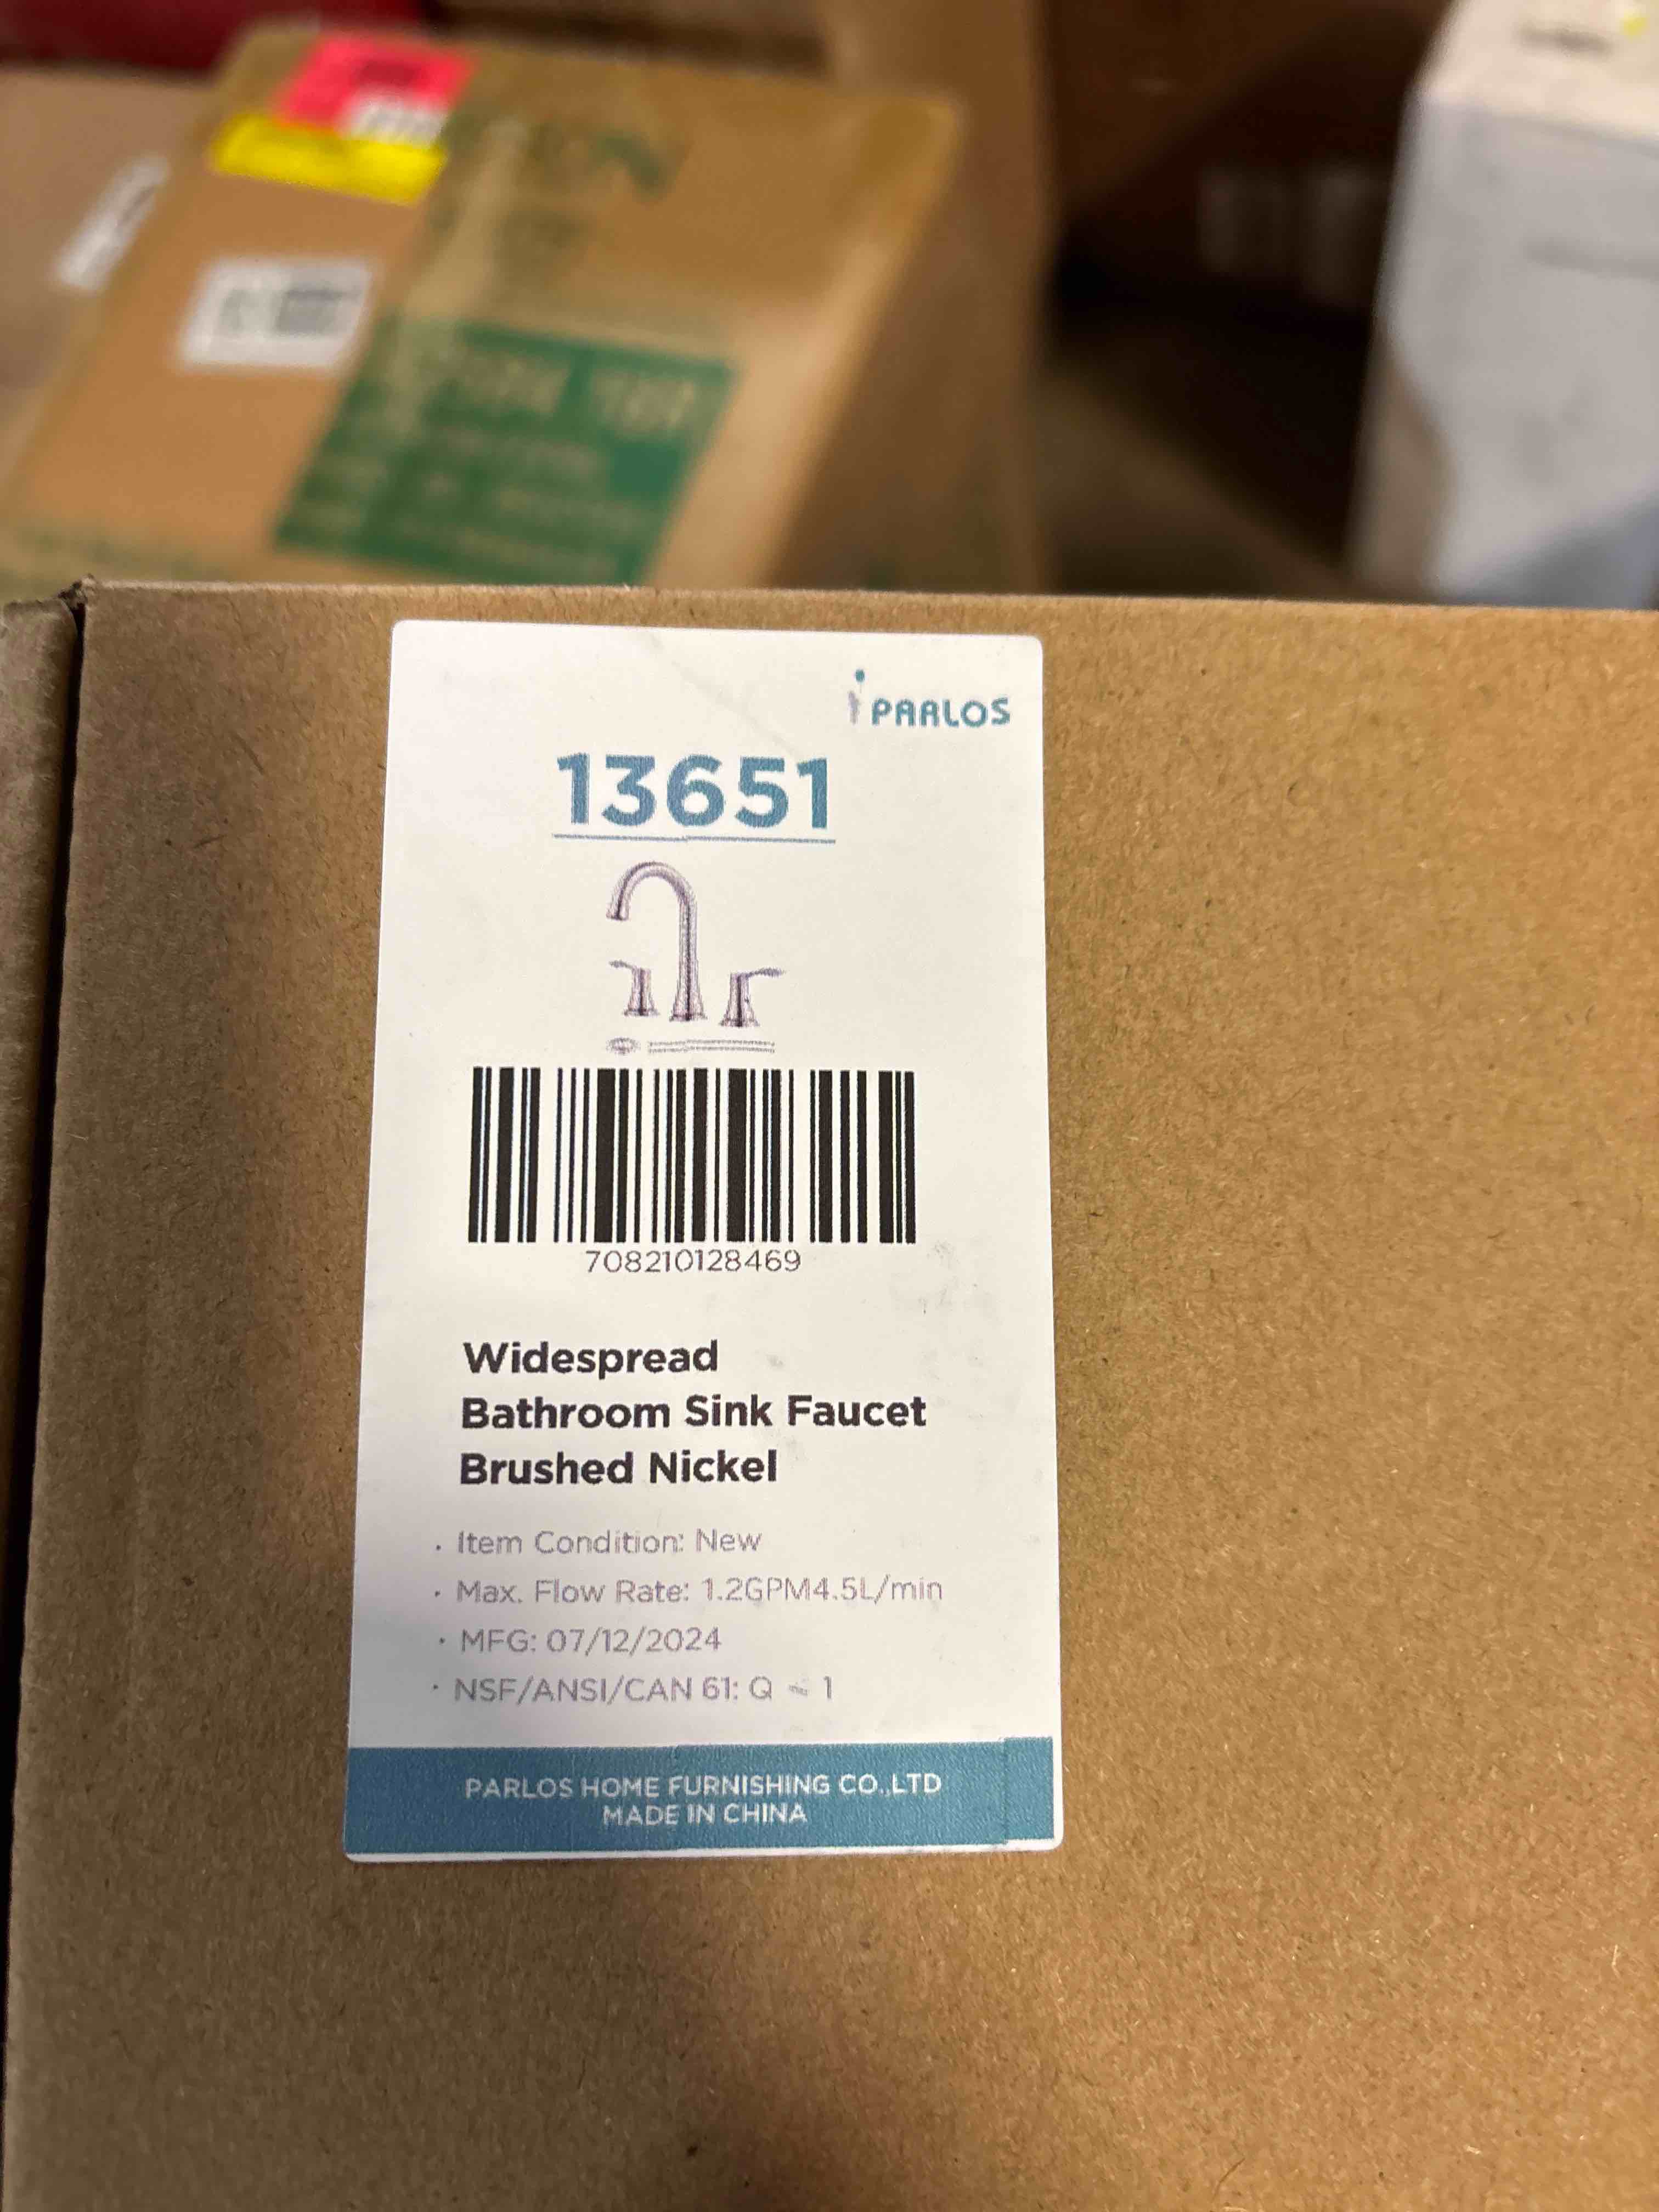 PARLOS
13651
708210128469
Widespread
Bathroom Sink Faucet
Brushed Nickel
· Item Condition: New
· Max. Flow Rate: 1.2GPM4.5L/min
· MFG: 07/12/2024
· NSF/ANSI/CAN 61: Q ≤ 1
PARLOS HOME FURNISHING CO.,LTD
MADE IN CHINA